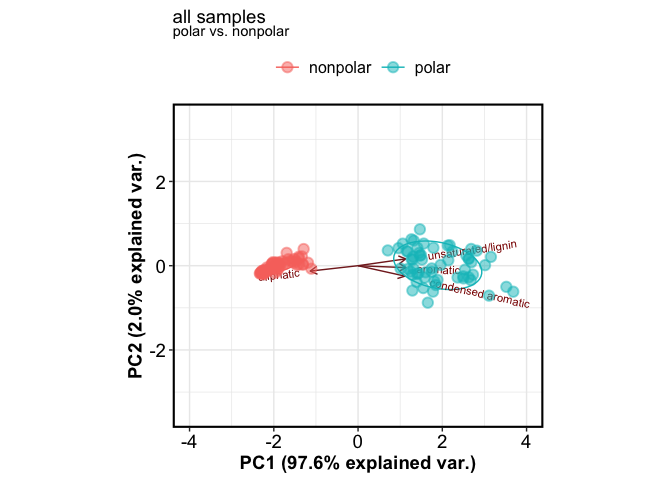 all samples
polar vs. nonpolar
nonpolar polar
PC2 (2.0% explained var.)
2
0
-2
unsaturated/lignin
aromatic
aliphatic
condensed aromatic
-4 -2 0 2 4
PC1 (97.6% explained var.)